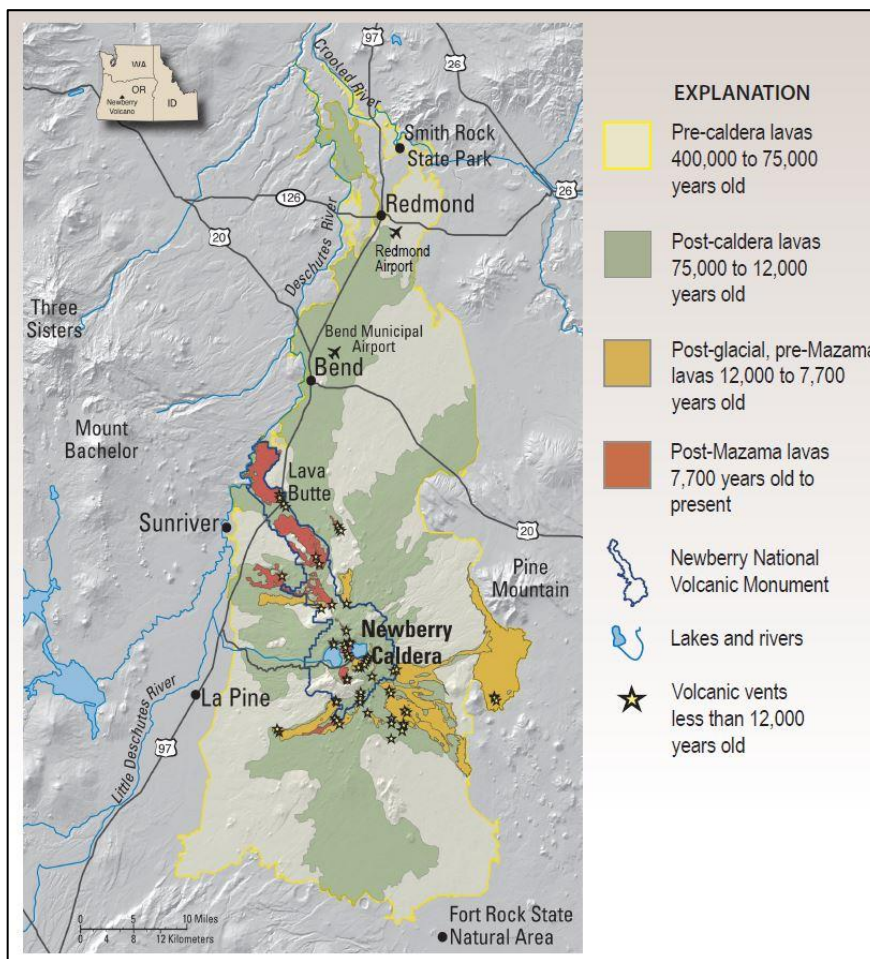 WA
OR
Newberry
Volcano
ID
97
26
Crooked River
Smith Rock
State Park
126
26
Redmond
20
Redmond
Airport
Deschutes River
Three
Sisters
Bend Municipal
Airport
Bend
Mount
Bachelor
Lava
Butte
Sunriver
20
Pine
Mountain
Newberry
Caldera
La Pine
Little Deschutes River
97
0 5 10 Miles
0 4 8 12 Kilometers
Fort Rock State
Natural Area
EXPLANATION
Pre-caldera lavas
400,000 to 75,000
years old
Post-caldera lavas
75,000 to 12,000
years old
Post-glacial, pre-Mazama
lavas 12,000 to 7,700
years old
Post-Mazama lavas
7,700 years old to
present
Newberry National
Volcanic Monument
Lakes and rivers
Volcanic vents
less than 12,000
years old